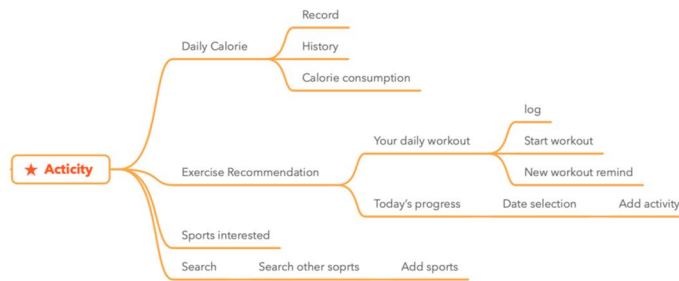 Record
Daily Calorie
History
Calorie consumption
log
Your daily workout
Start workout
New workout remind
Acticity
Exercise Recommendation
Today's progress
Date selection
Add activity
Sports interested
Search
Search other soprts
Add sports